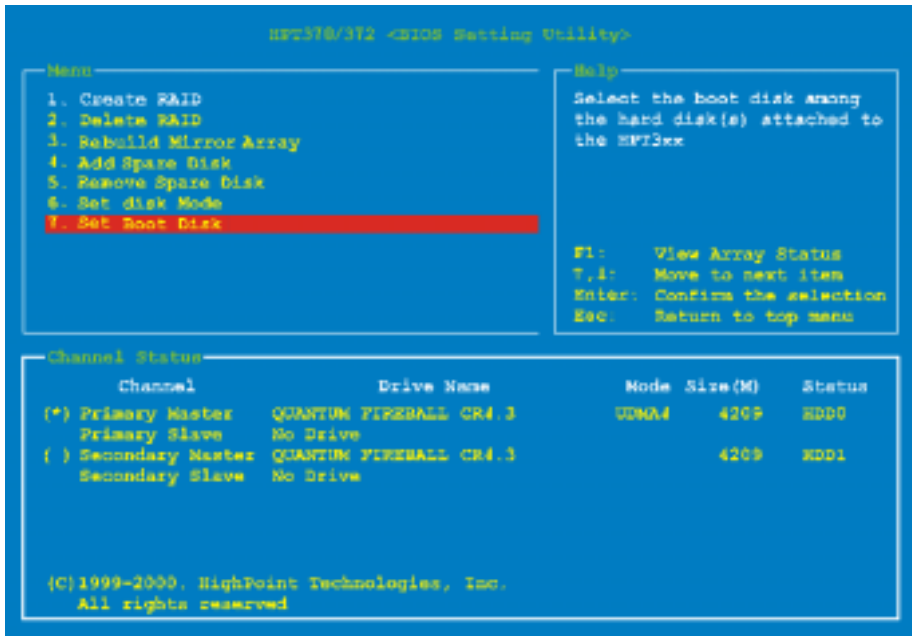 HPT370/372 <BIOS Setting Utility>
Menu
1. Create RAID
2. Delete RAID
3. Rebuild Mirror Array
4. Add Spare Disk
5. Remove Spare Disk
6. Set disk Mode
7. Set Boot Disk
Help
Select the boot disk among
the hard disk(s) attached to
the HPT3xx
F1: View Array Status
↑,↓: Move to next item
Enter: Confirm the selection
Esc: Return to top menu
Channel Status
Channel Drive Name Mode Size(M) Status
(*) Primary Master QUANTUM FIREBALL CR4.3 UDMA4 4209 HDD0
Primary Slave No Drive
( ) Secondary Master QUANTUM FIREBALL CR4.3 4209 HDD1
Secondary Slave No Drive
(C)1999-2000. HighPoint Technologies, Inc.
All rights reserved